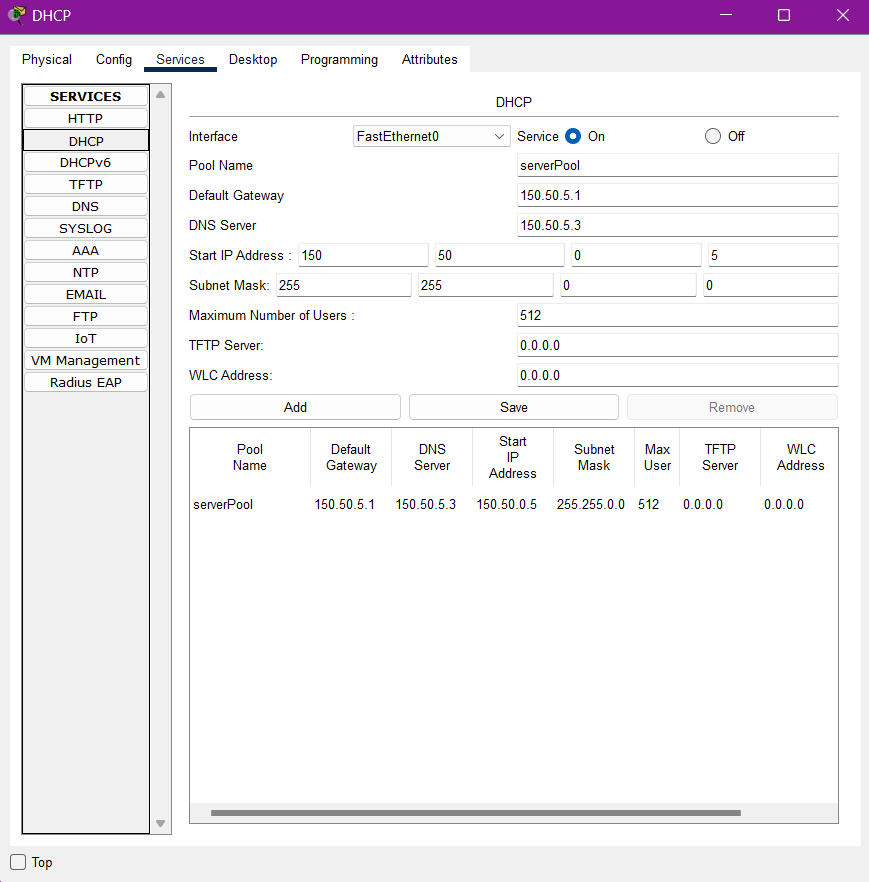 DHCP
Physical Config Services Desktop Programming Attributes
SERVICES
HTTP
DHCP
DHCPv6
TFTP
DNS
SYSLOG
AAA
NTP
EMAIL
FTP
IoT
VM Management
Radius EAP
DHCP
Interface FastEthernet0 Service On Off
Pool Name serverPool
Default Gateway 150.50.5.1
DNS Server 150.50.5.3
Start IP Address : 150 50 0 5
Subnet Mask: 255 255 0 0
Maximum Number of Users : 512
TFTP Server: 0.0.0.0
WLC Address: 0.0.0.0
Add Save Remove
Pool Name Default Gateway DNS Server Start IP Address Subnet Mask Max User TFTP Server WLC Address
serverPool 150.50.5.1 150.50.5.3 150.50.0.5 255.255.0.0 512 0.0.0.0 0.0.0.0
Top